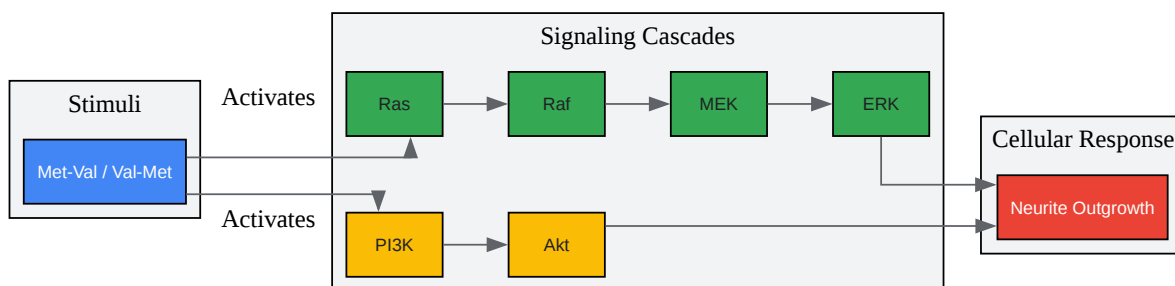 Signaling Cascades
Stimuli
Activates
Ras
Raf
MEK
ERK
Met-Val / Val-Met
Cellular Response
Neurite Outgrowth
Activates
PI3K
Akt